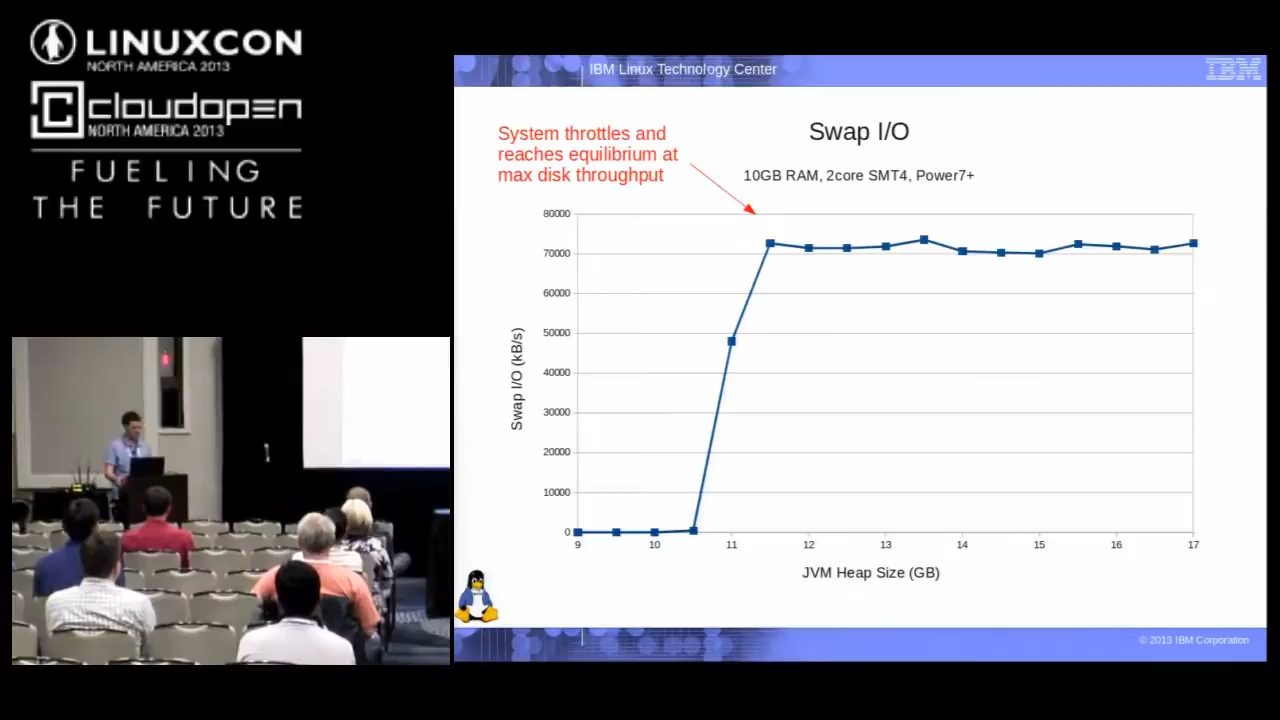 LINUXCON
NORTH AMERICA 2013
cloudopen
NORTH AMERICA 2013
FUELING
THE FUTURE
IBM Linux Technology Center
IBM
System throttles and
reaches equilibrium at
max disk throughput
Swap I/O
10GB RAM, 2core SMT4, Power7+
Swap I/O (kB/s)
80000
70000
60000
50000
40000
30000
20000
10000
0
9 10 11 12 13 14 15 16 17
JVM Heap Size (GB)
© 2013 IBM Corporation